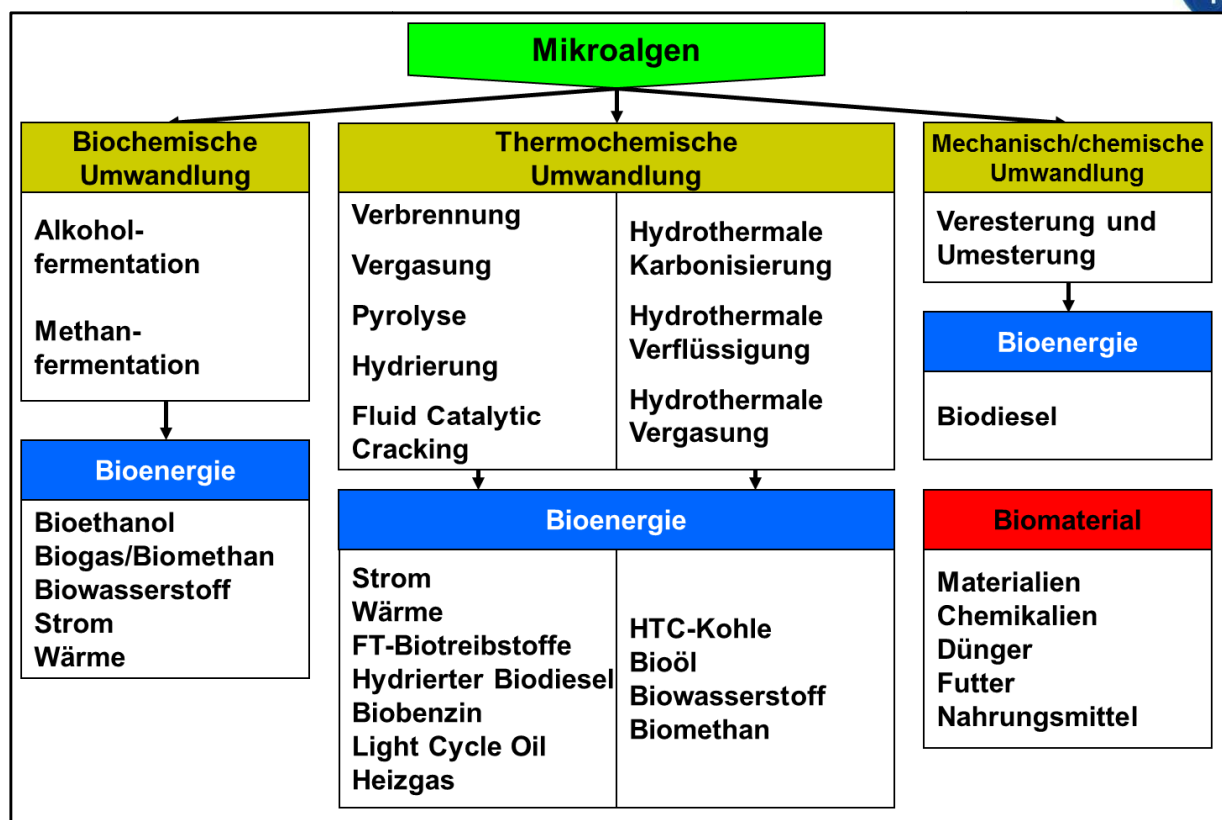 Mikroalgen
Biochemische
Umwandlung
Alkohol-
fermentation
Methan-
fermentation
Bioenergie
Bioethanol
Biogas/Biomethan
Biowasserstoff
Strom
Wärme
Thermochemische
Umwandlung
Verbrennung
Vergasung
Pyrolyse
Hydrierung
Fluid Catalytic
Cracking
Hydrothermale
Karbonisierung
Hydrothermale
Verflüssigung
Hydrothermale
Vergasung
Bioenergie
Strom
Wärme
FT-Biotreibstoffe
Hydrierter Biodiesel
Biobenzin
Light Cycle Oil
Heizgas
HTC-Kohle
Bioöl
Biowasserstoff
Biomethan
Mechanisch/chemische
Umwandlung
Veresterung und
Umesterung
Bioenergie
Biodiesel
Biomaterial
Materialien
Chemikalien
Dünger
Futter
Nahrungsmittel